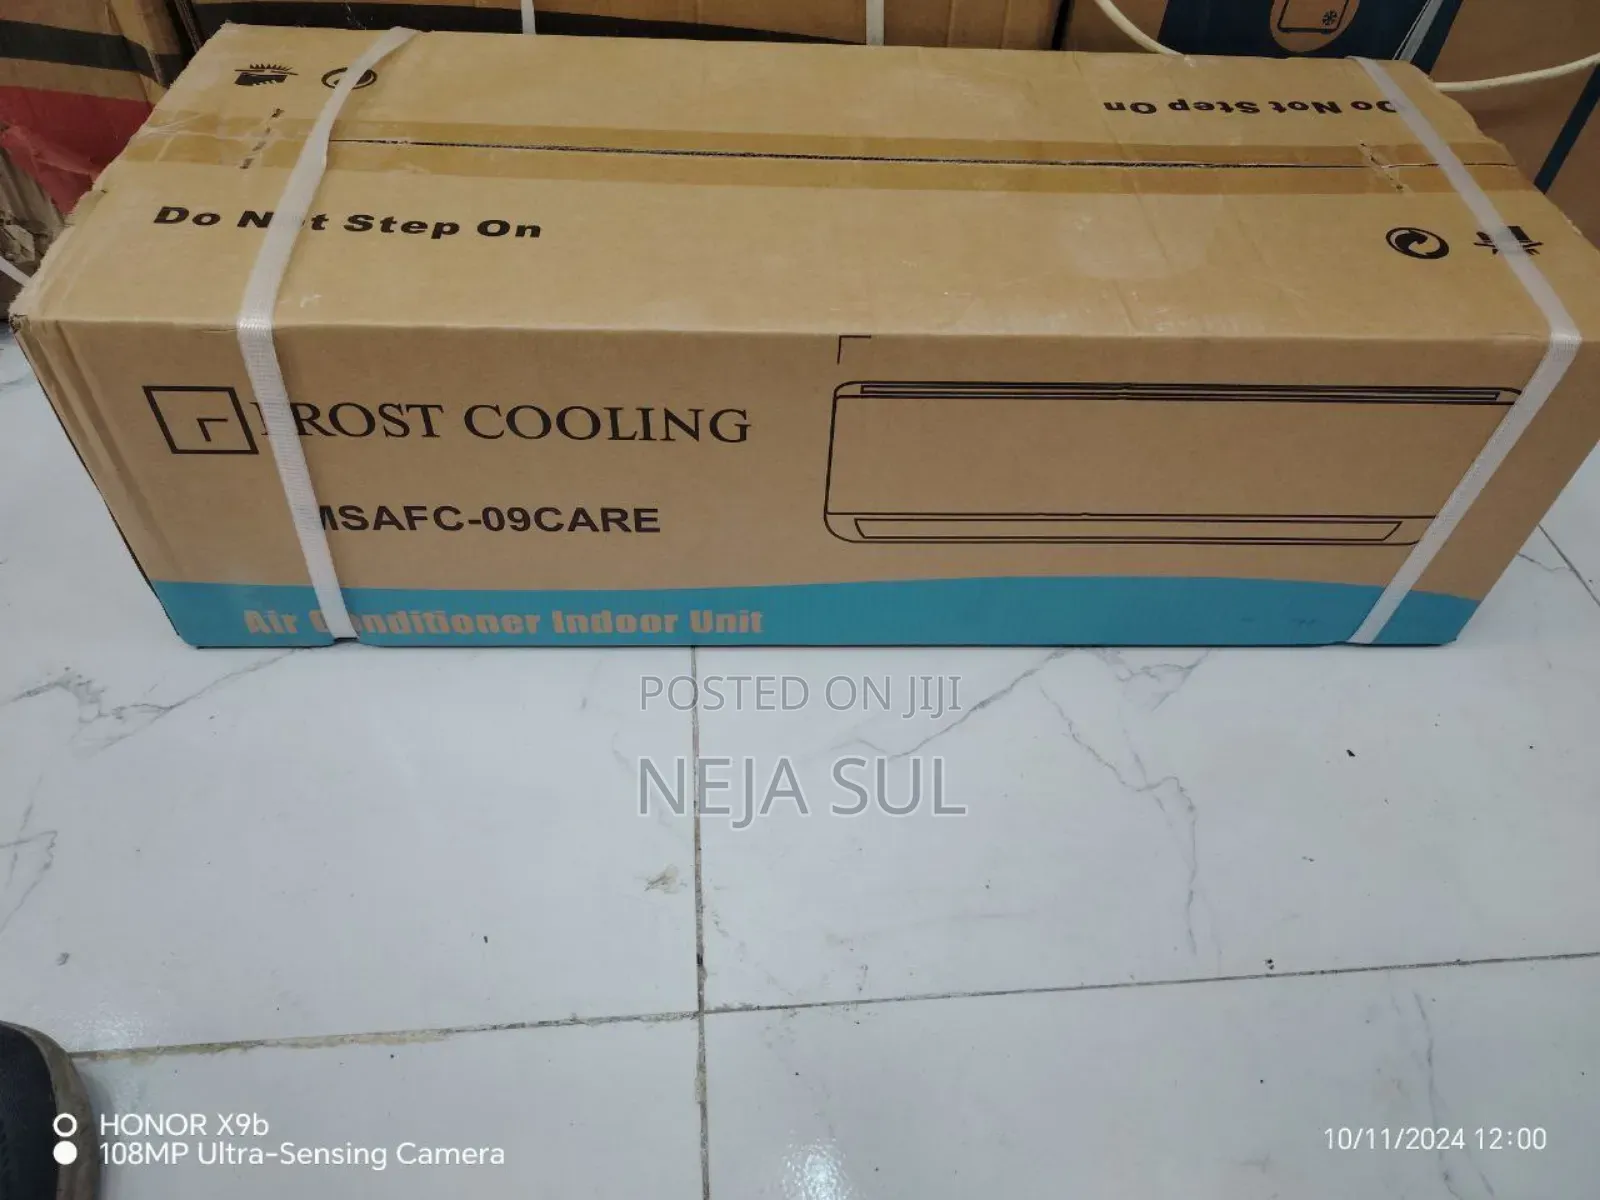 Do Not Step On
Do Not Step On
FROST COOLING
MSAFC-09CARE
Air Conditioner Indoor Unit
POSTED ON JIJI
NEJA SUL
HONOR X9b
108MP Ultra-Sensing Camera
10/11/2024 12:00